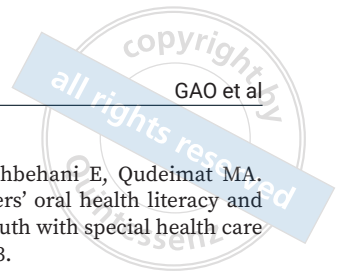 copyright by
all rights reserved
Quintessenz
GAO et al
hbehani E, Qudeimat MA.
ers’ oral health literacy and
uth with special health care
3.